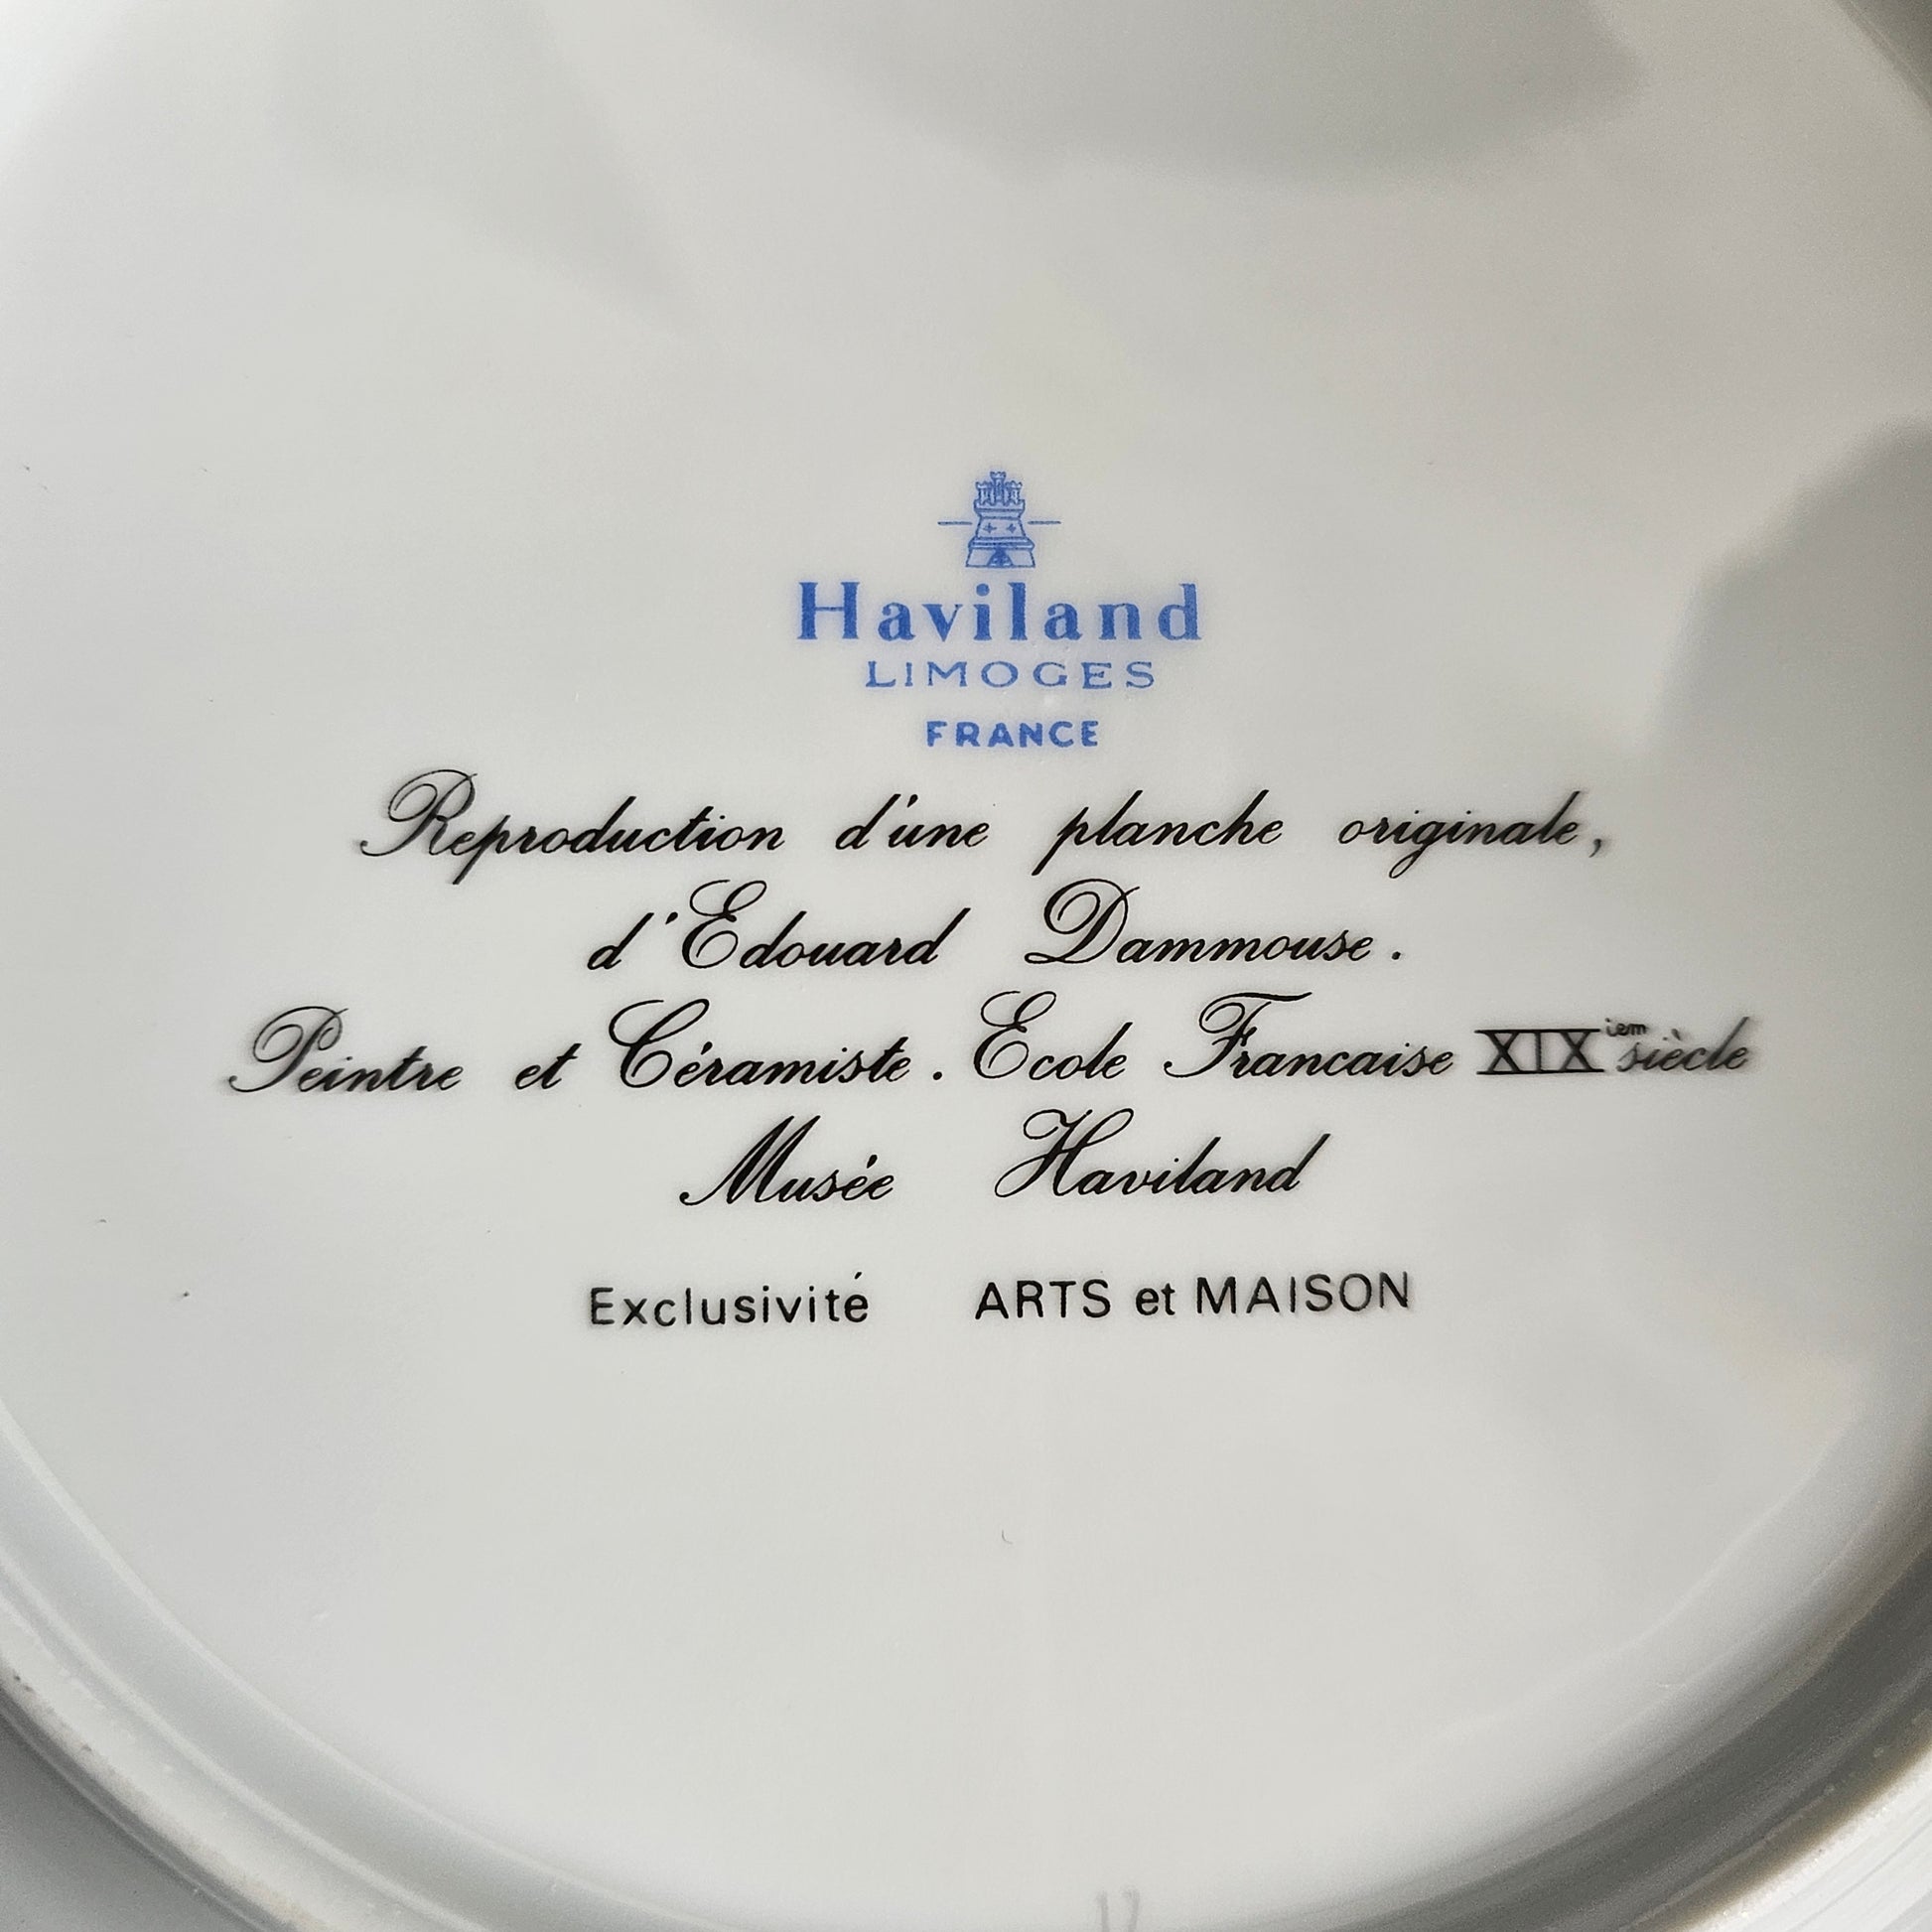 Haviland
LIMOGES
FRANCE
Reproduction d'une planche originale,
d'Edouard Dammouse.
Peintre et Céramiste. Ecole Francaise XIXiem siècle
Musée Haviland
Exclusivité ARTS et MAISON